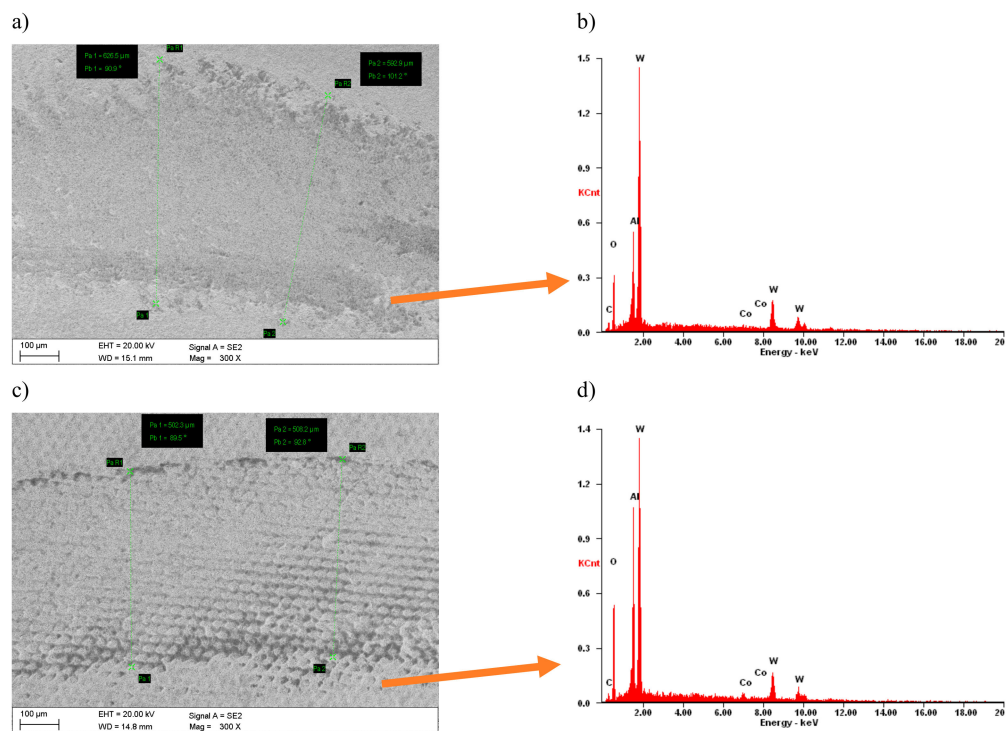 a)
Pa 1 = 626.5 µm
Pb 1 = 90.9 °
Pa R1
Pa 2 = 592.9 µm
Pb 2 = 101.2 °
Pa R2
Pa 1
Pa 2
100 µm
EHT = 20.00 kV
WD = 15.1 mm
Signal A = SE2
Mag = 300 X
b)
1.5
1.2
0.9
KCnt
0.6
0.3
0.0
W
Al
O
C
Co
Co
W
W
2.00 4.00 6.00 8.00 10.00 12.00 14.00 16.00 18.00 20
Energy - keV
c)
Pa 1 = 502.3 µm
Pb 1 = 89.5 °
Pa R1
Pa 2 = 508.2 µm
Pb 2 = 92.8 °
Pa R2
Pa 1
Pa 2
100 µm
EHT = 20.00 kV
WD = 14.8 mm
Signal A = SE2
Mag = 300 X
d)
1.4
1.2
0.9
KCnt
0.6
0.3
0.0
W
Al
O
C
Co
Co
W
W
2.00 4.00 6.00 8.00 10.00 12.00 14.00 16.00 18.00 20
Energy - keV